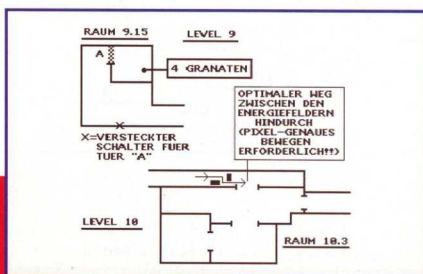 RAUM 9.15
LEVEL 9
A
4 GRANATEN
X=VERSTECKTER
SCHALTER FUER
TUER "A"
OPTIMALER WEG
ZWISCHEN DEN
ENERGIEFELDERN
HINDURCH
(PIXEL-GENAUES
BEWEGEN
ERFORDERLICH!!)
LEVEL 10
RAUM 10.3